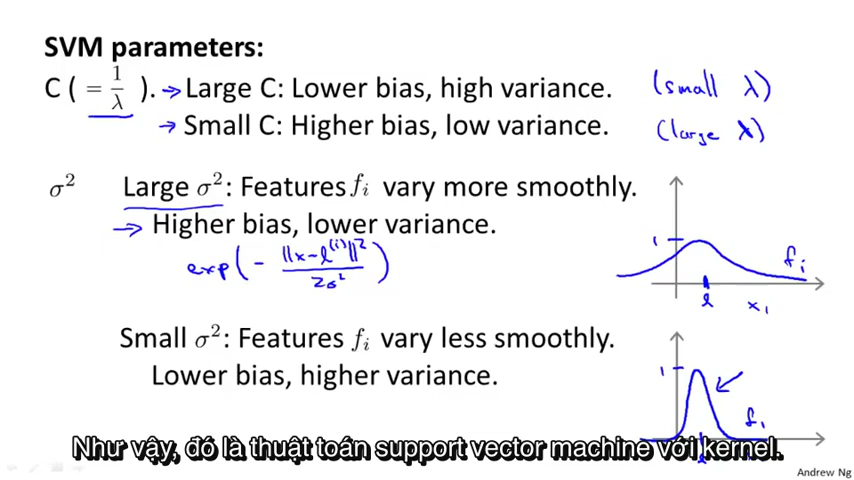 SVM parameters:
C ( = 1/λ ). → Large C: Lower bias, high variance. (small λ)
→ Small C: Higher bias, low variance. (large λ)
σ² Large σ²: Features fᵢ vary more smoothly.
→ Higher bias, lower variance.
exp(- ||x-l⁽ⁱ⁾||² / 2σ²)
1 fᵢ
l x₁
Small σ²: Features fᵢ vary less smoothly.
Lower bias, higher variance.
1 f₁
Như vậy, đó là thuật toán support vector machine với kernel.
Andrew Ng